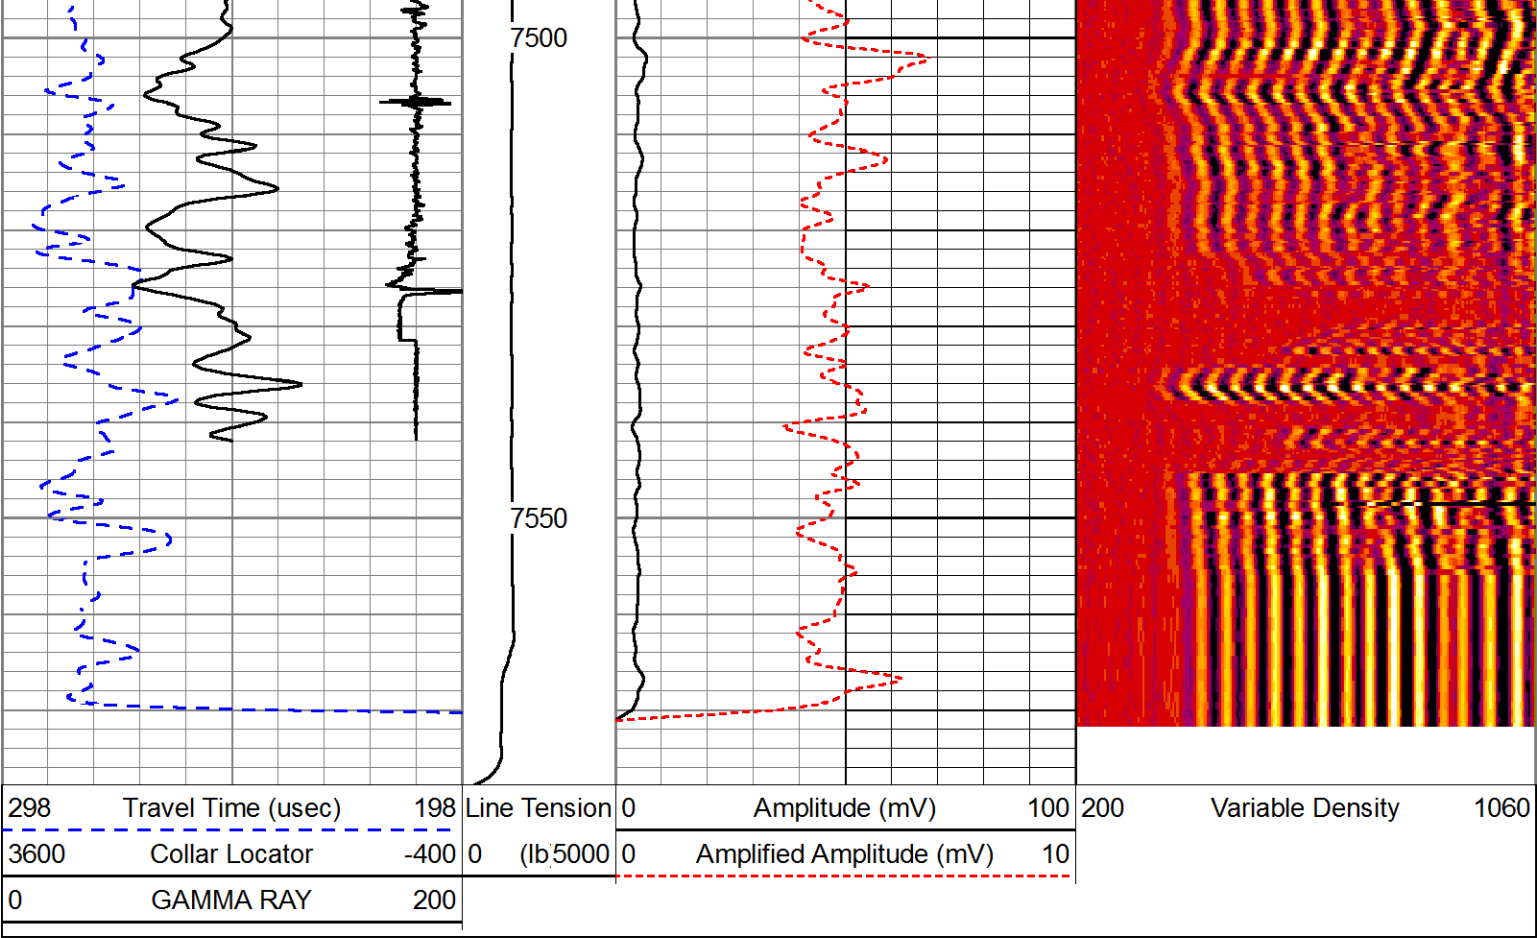 7500
7550
298 Travel Time (usec) 198 Line Tension 0 Amplitude (mV) 100 200 Variable Density 1060
3600 Collar Locator -400 0 (lb 5000 0 Amplified Amplitude (mV) 10
0 GAMMA RAY 200